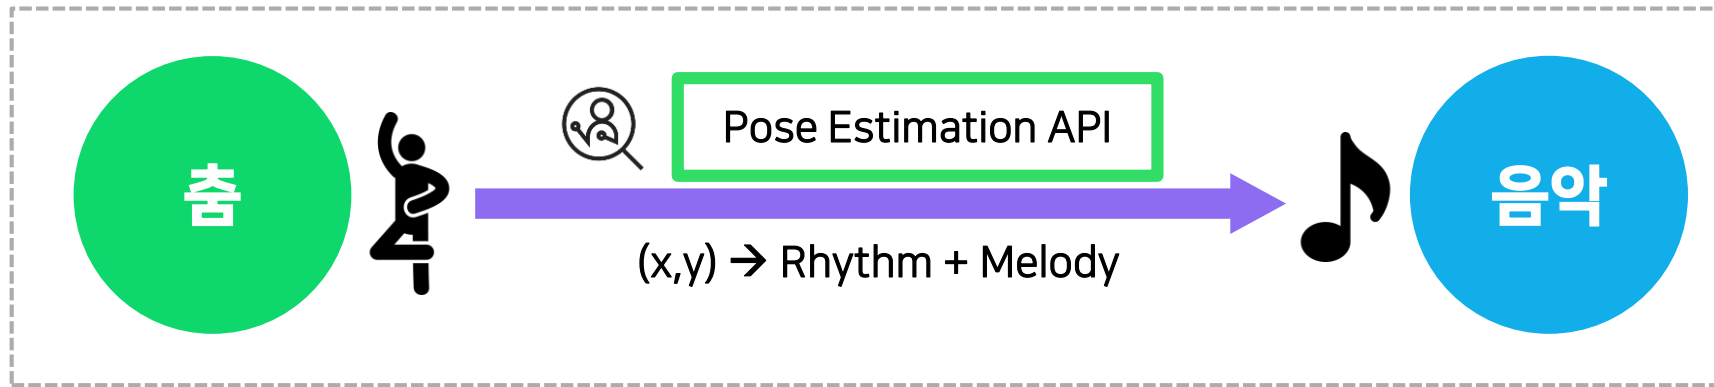 춤
Pose Estimation API
(x,y) → Rhythm + Melody
음악